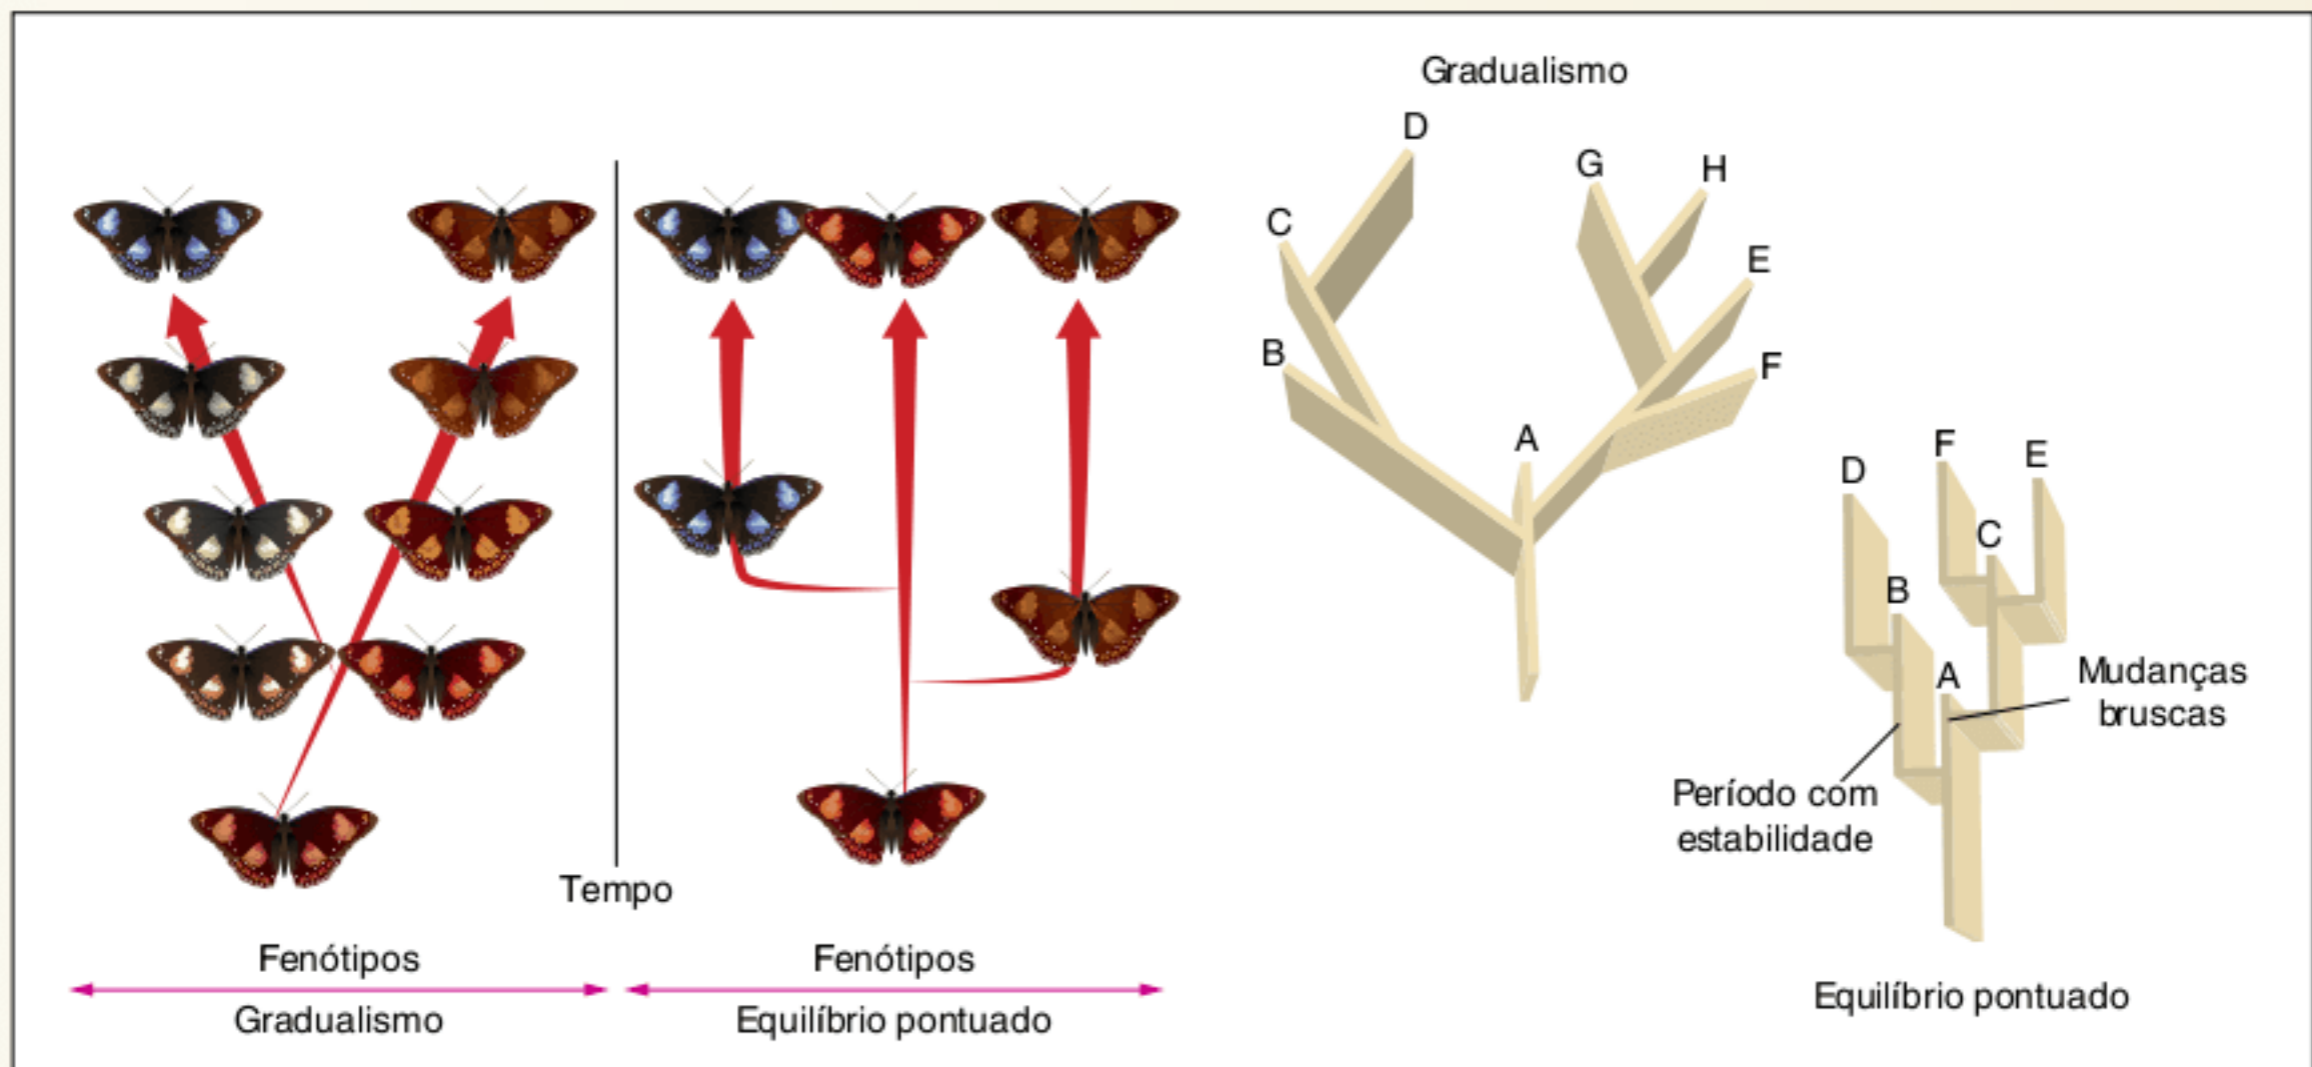 Tempo
Fenótipos
Gradualismo
Fenótipos
Equilíbrio pontuado
Gradualismo
D
G
H
C
E
B
F
A
F
E
D
C
B
A
Mudanças
bruscas
Período com
estabilidade
Equilíbrio pontuado